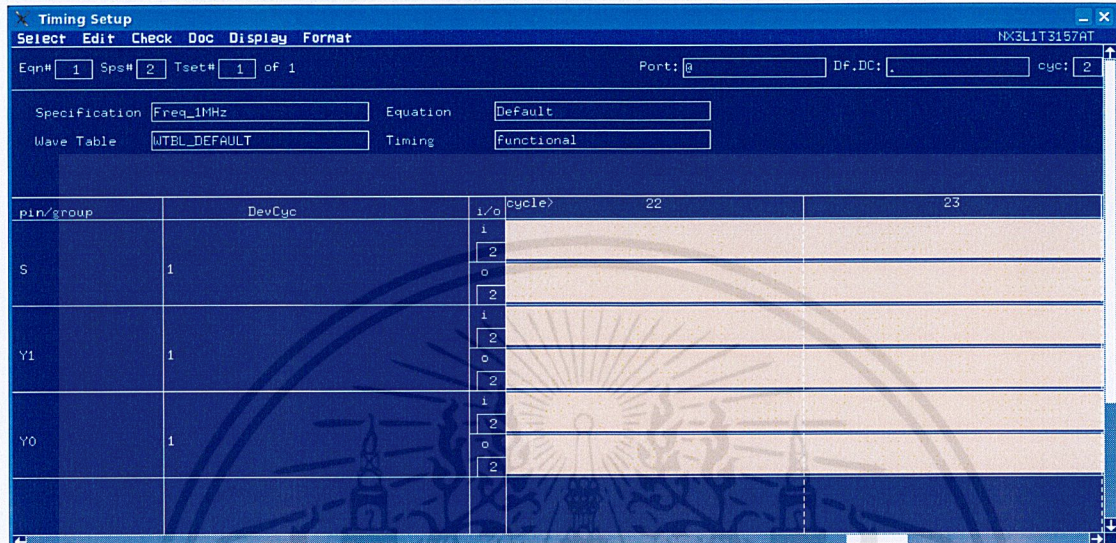 Timing Setup
Select Edit Check Doc Display Format NX3L1T3157AT
Eqn# 1 Sps# 2 Tset# 1 of 1 Port: @ Df.DC: . cyc: 2
Specification Freq_1MHz Equation Default
Wave Table WTBL_DEFAULT Timing functional
pin/group DevCyc i/o cycle> 22 23
i
2
S 1
o
2
i
2
Y1 1
o
2
i
2
Y0 1
o
2